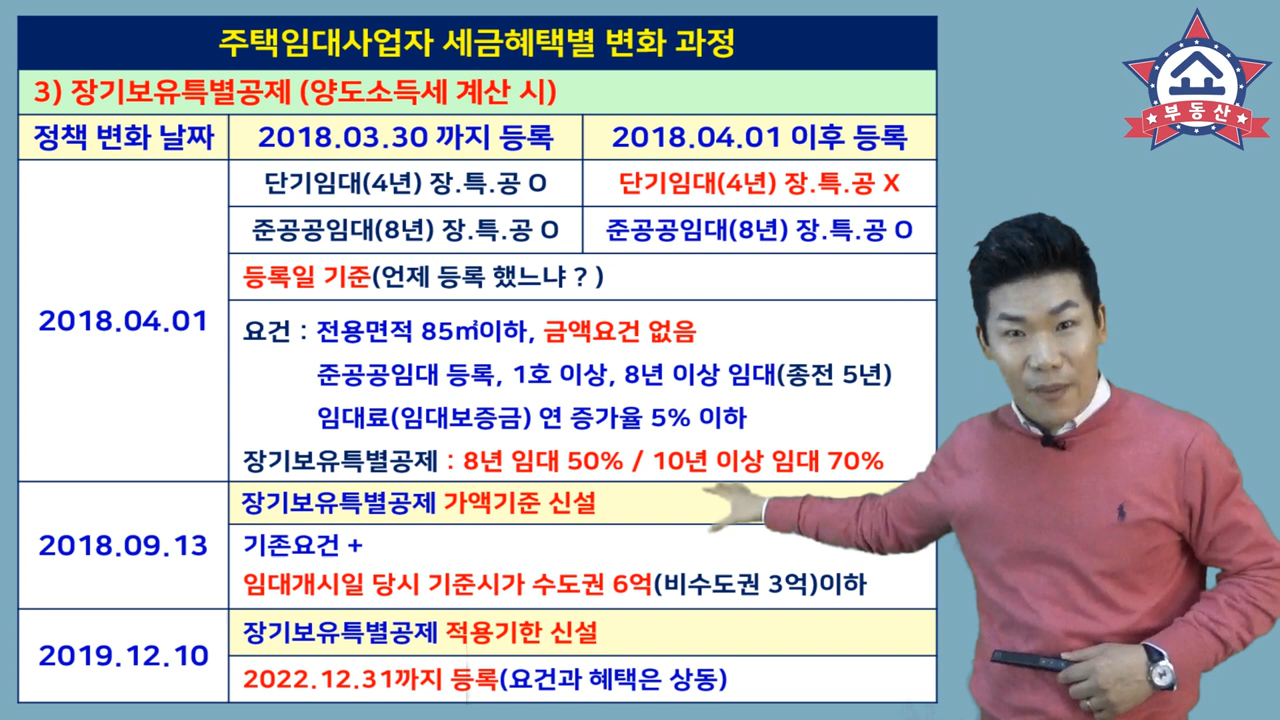 주택임대사업자 세금혜택별 변화 과정
3) 장기보유특별공제 (양도소득세 계산 시)
정책 변화 날짜 2018.03.30 까지 등록 2018.04.01 이후 등록
2018.04.01
단기임대(4년) 장.특.공 O 단기임대(4년) 장.특.공 X
준공공임대(8년) 장.특.공 O 준공공임대(8년) 장.특.공 O
등록일 기준(언제 등록 했느냐 ? )
요건 : 전용면적 85㎡이하, 금액요건 없음
준공공임대 등록, 1호 이상, 8년 이상 임대(종전 5년)
임대료(임대보증금) 연 증가율 5% 이하
장기보유특별공제 : 8년 임대 50% / 10년 이상 임대 70%
2018.09.13
장기보유특별공제 가액기준 신설
기존요건 +
임대개시일 당시 기준시가 수도권 6억(비수도권 3억)이하
2019.12.10
장기보유특별공제 적용기한 신설
2022.12.31까지 등록(요건과 혜택은 상동)
쇼
부동산